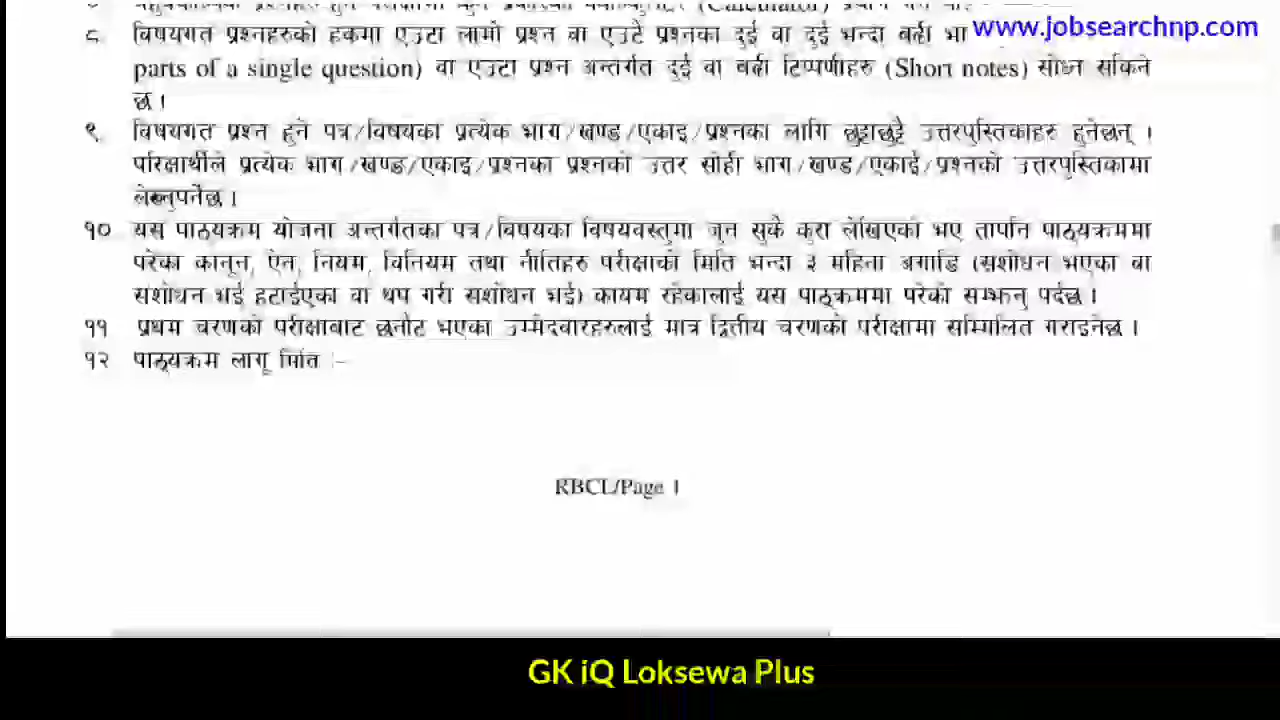 (Calculator)
www.jobsearchnp.com
८ विषयगत प्रश्नहरुको हकमा एउटा लामो प्रश्न वा एउटै प्रश्नका दुई वा दुई भन्दा बढी भा
parts of a single question) वा एउटा प्रश्न अन्तर्गत दुई वा बढी टिप्पणीहरु (Short notes) सोध्न सकिने
छ ।
९ विषयगत प्रश्न हुने पत्र/विषयका प्रत्येक भाग/खण्ड/एकाइ/प्रश्नका लागि छुट्टाछुट्टै उत्तरपुस्तिकाहरु हुनेछन् ।
परिक्षार्थीले प्रत्येक भाग/खण्ड/एकाई/प्रश्नका प्रश्नको उत्तर सोही भाग/खण्ड/एकाई/प्रश्नको उत्तरपुस्तिकामा
लेख्नुपर्नेछ ।
१० यस पाठ्यक्रम योजना अन्तर्गतका पत्र/विषयका विषयवस्तुमा जुन सुकै कुरा लेखिएको भए तापनि पाठ्यक्रममा
परेका कानून, ऐन, नियम, विनियम तथा नीतिहरु परीक्षाको मिति भन्दा ३ महिना अगाडि (संशोधन भएका वा
संशोधन भई हटाईएका वा थप गरी संशोधन भई) कायम रहेकालाई यस पाठ्क्रममा परेको सम्झनु पर्दछ ।
११ प्रथम चरणको परीक्षाबाट छनौट भएका उम्मेदवारहरुलाई मात्र द्वित्तीय चरणको परीक्षामा सम्मिलित गराइनेछ ।
१२ पाठ्यक्रम लागू मिति :-
RBCL/Page 1
GK iQ Loksewa Plus